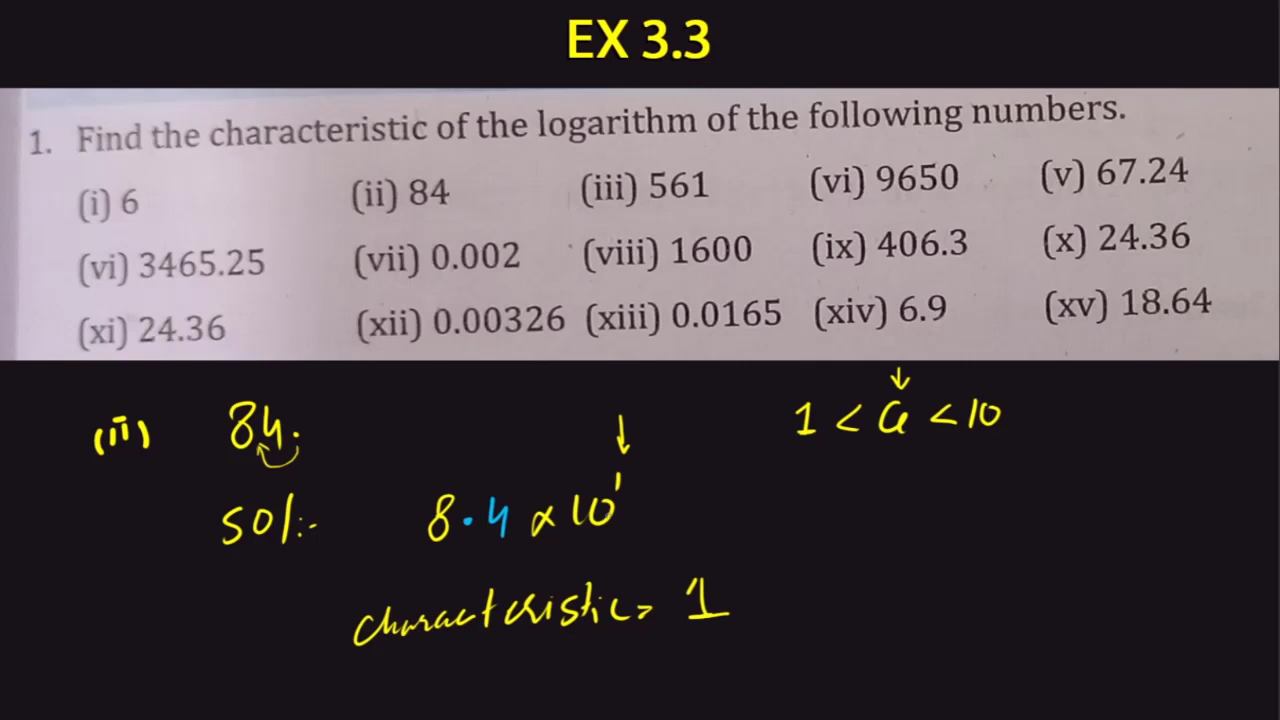 EX 3.3
1. Find the characteristic of the logarithm of the following numbers.
(i) 6 (ii) 84 (iii) 561 (vi) 9650 (v) 67.24
(vi) 3465.25 (vii) 0.002 (viii) 1600 (ix) 406.3 (x) 24.36
(xi) 24.36 (xii) 0.00326 (xiii) 0.0165 (xiv) 6.9 (xv) 18.64
(ii) 84. 1 < a < 10
Sol:- 8.4 × 10¹
characteristic = 1